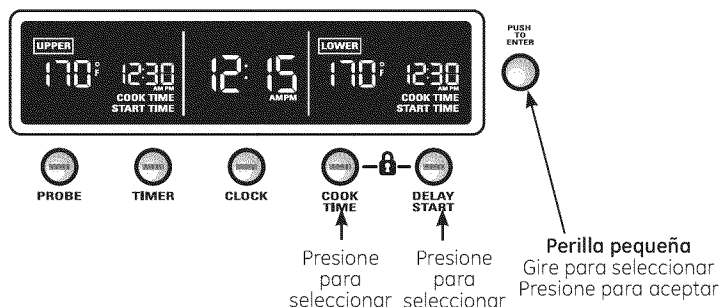 UPPER
170°F
12:30
AM PM
COOK TIME
START TIME
12:15
AM PM
LOWER
170°F
12:30
AM PM
COOK TIME
START TIME
PUSH
TO
ENTER
PROBE
TIMER
CLOCK
COOK
TIME
DELAY
START
Presione
para
seleccionar
Presione
para
seleccionar
Perilla pequeña
Gire para seleccionar
Presione para aceptar